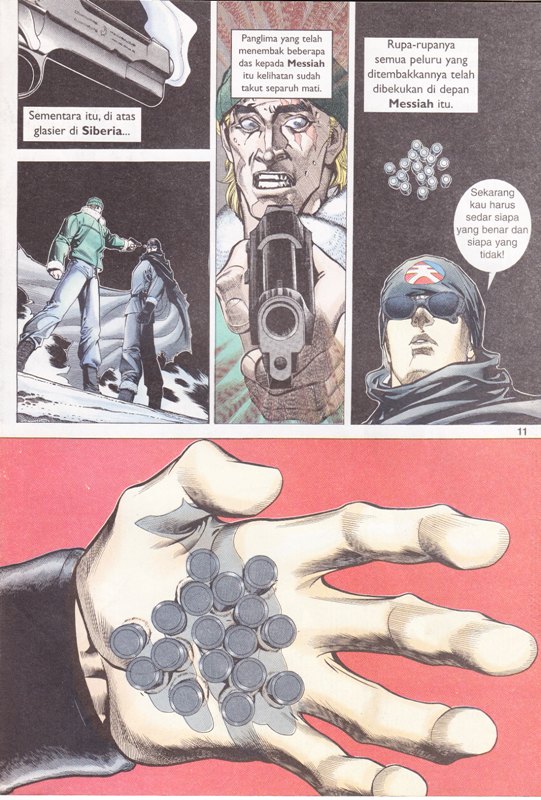 Sementara itu, di atas
glasier di Siberia...
Panglima yang telah
menembak beberapa
das kepada Messiah
itu kelihatan sudah
takut separuh mati.
Rupa-rupanya
semua peluru yang
ditembakkannya telah
dibekukan di depan
Messiah itu.
Sekarang
kau harus
sedar siapa
yang benar dan
siapa yang
tidak!
11